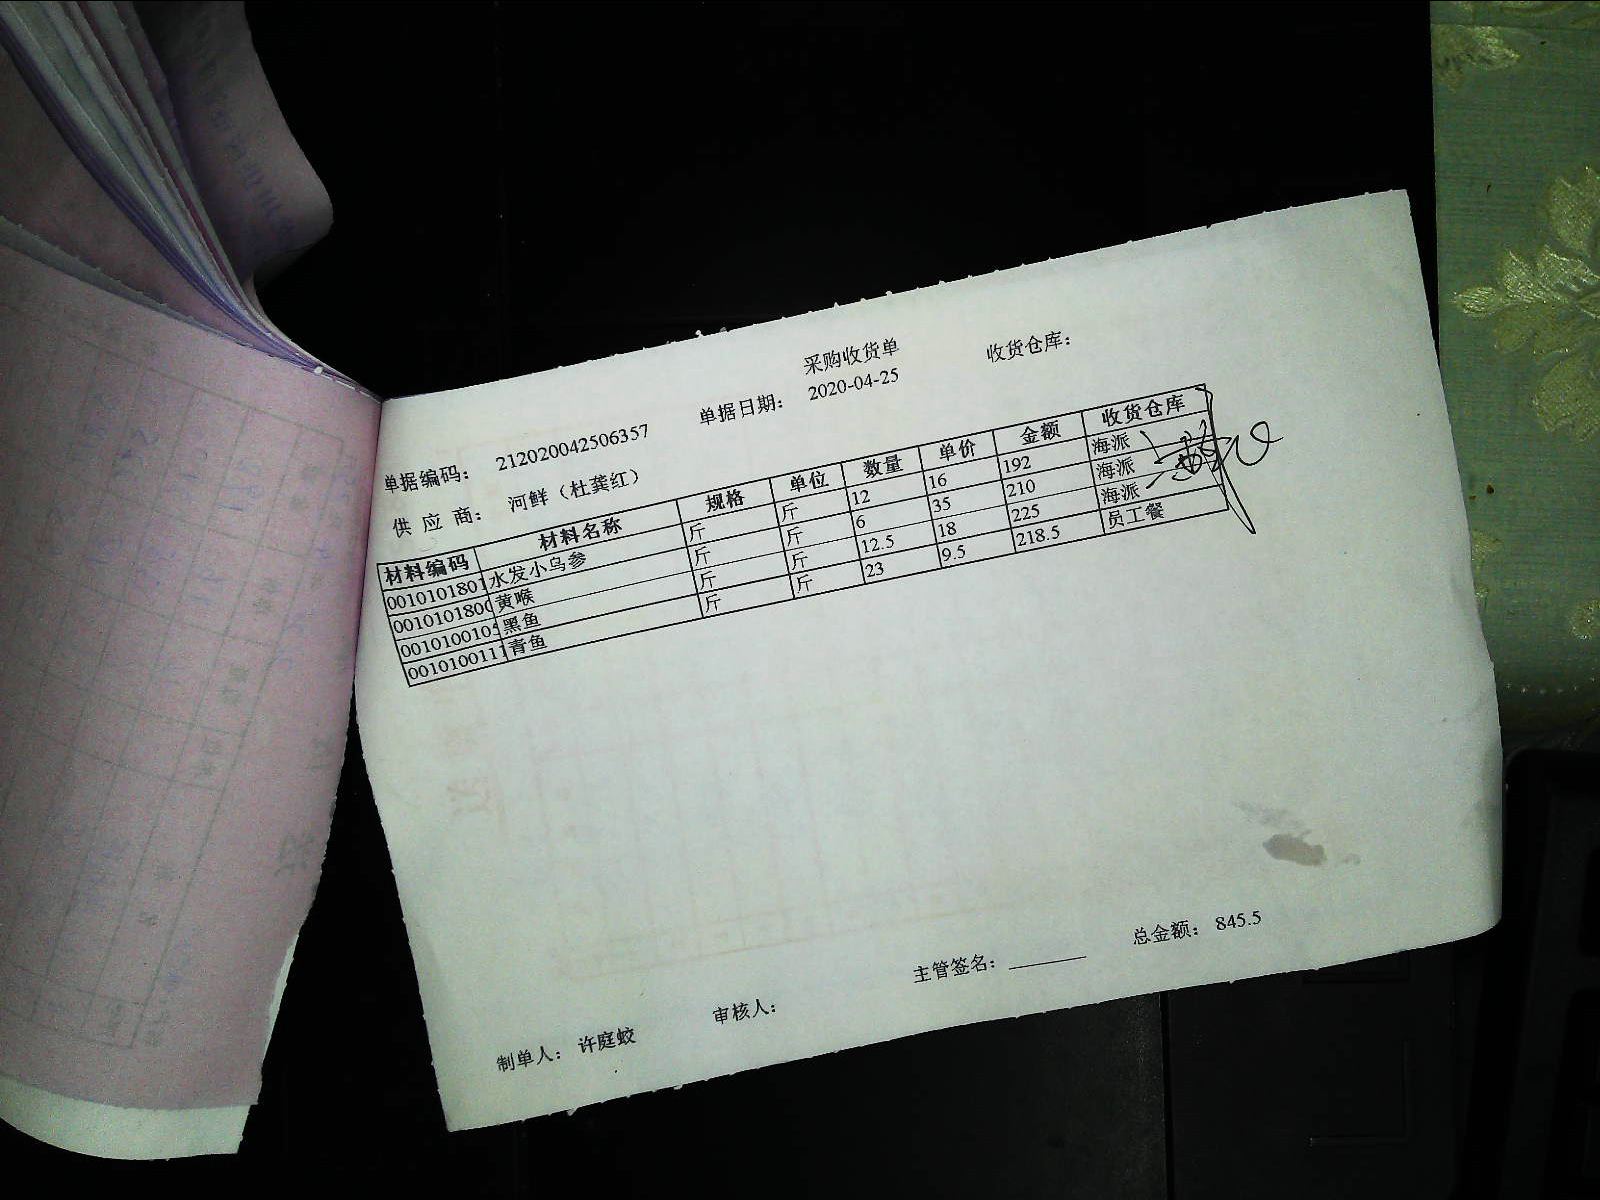 采购收货单
单据编码： 212020042506357 单据日期： 2020-04-25 收货仓库：
供 应 商： 河鲜（杜龚红）
材料编码 材料名称 规格 单位 数量 单价 金额 收货仓库
0010101801 水发小乌参 斤 斤 12 16 192 海派
001010180 黄喉 斤 斤 6 35 210 海派
001010010 黑鱼 斤 斤 12.5 18 225 海派
001010011 青鱼 斤 斤 23 9.5 218.5 员工餐
总金额： 845.5
制单人： 许庭蛟 审核人： 主管签名：